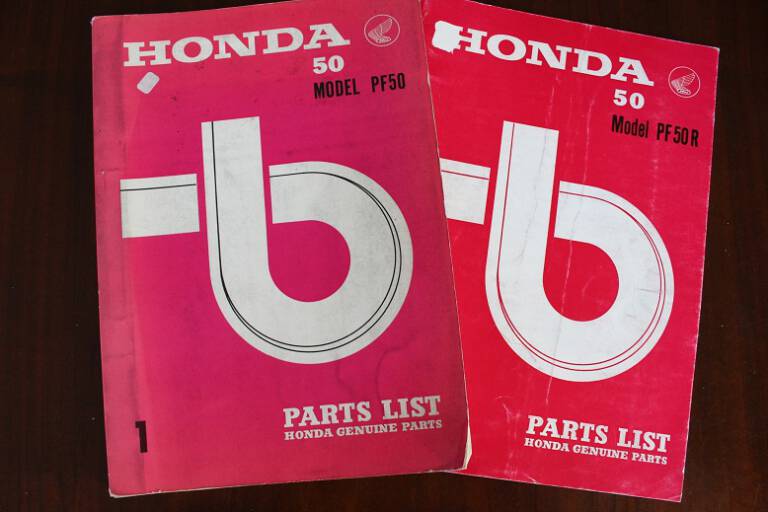 HONDA
50
MODEL PF50
PARTS LIST
HONDA GENUINE PARTS
1
HONDA
50
Model PF50R
PARTS LIST
HONDA GENUINE PARTS